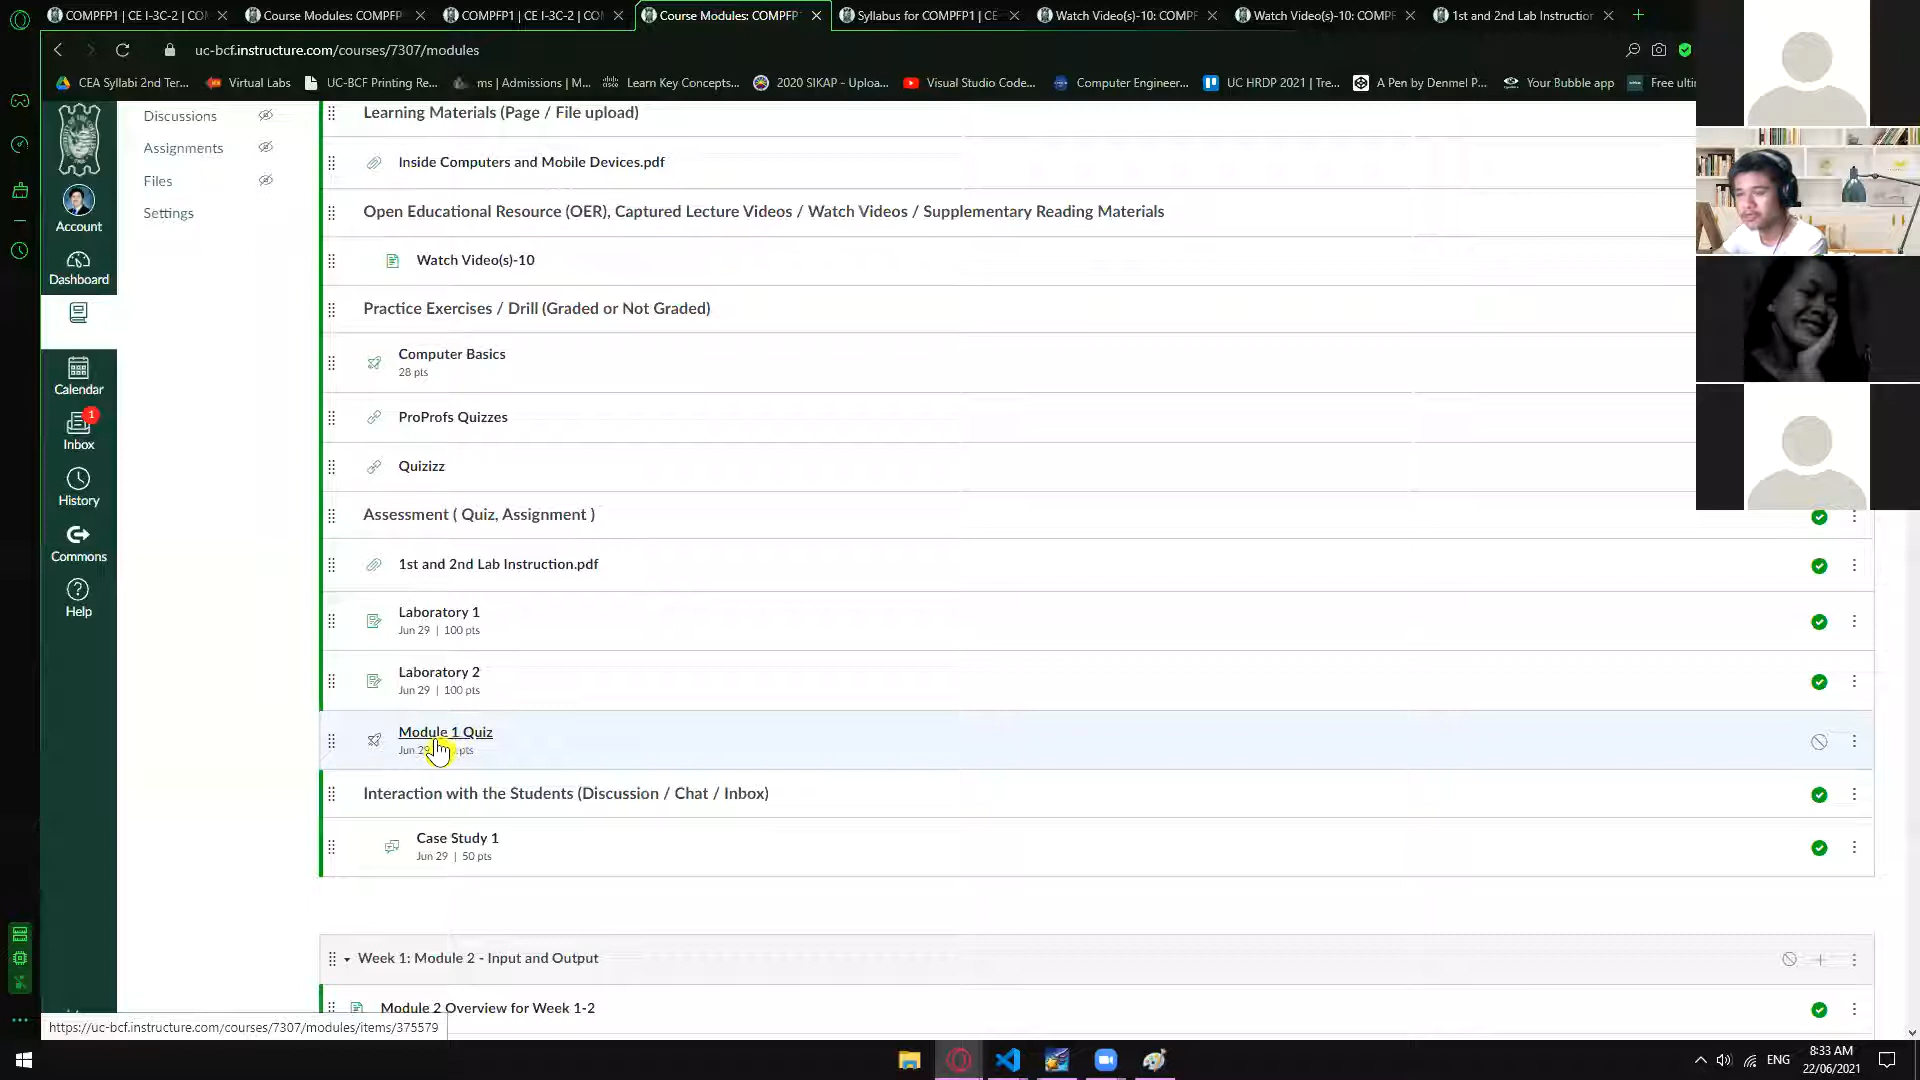 COMPFP1 | CE I-3C-2 | CO
Course Modules: COMPFP
COMPFP1 | CE I-3C-2 | CO
Course Modules: COMPFP
Syllabus for COMPFP1 | CE
Watch Video(s)-10: COMPF
Watch Video(s)-10: COMPF
1st and 2nd Lab Instruction
uc-bcf.instructure.com/courses/7307/modules
CEA Syllabi 2nd Ter...
Virtual Labs
UC-BCF Printing Re...
ms | Admissions | M...
Learn Key Concepts...
2020 SIKAP - Uploa...
Visual Studio Code...
Computer Engineer...
UC HRDP 2021 | Tre...
A Pen by Denmel P...
Your Bubble app
Free ulti
Account
Dashboard
Calendar
1
Inbox
History
Commons
Help
Discussions
Assignments
Files
Settings
Learning Materials (Page / File upload)
Inside Computers and Mobile Devices.pdf
Open Educational Resource (OER), Captured Lecture Videos / Watch Videos / Supplementary Reading Materials
Watch Video(s)-10
Practice Exercises / Drill (Graded or Not Graded)
Computer Basics
28 pts
ProProfs Quizzes
Quizizz
Assessment ( Quiz, Assignment )
1st and 2nd Lab Instruction.pdf
Laboratory 1
Jun 29 | 100 pts
Laboratory 2
Jun 29 | 100 pts
Module 1 Quiz
Jun 29 pts
Interaction with the Students (Discussion / Chat / Inbox)
Case Study 1
Jun 29 | 50 pts
Week 1: Module 2 - Input and Output
Module 2 Overview for Week 1-2
https://uc-bcf.instructure.com/courses/7307/modules/items/375579
ENG
8:33 AM
22/06/2021